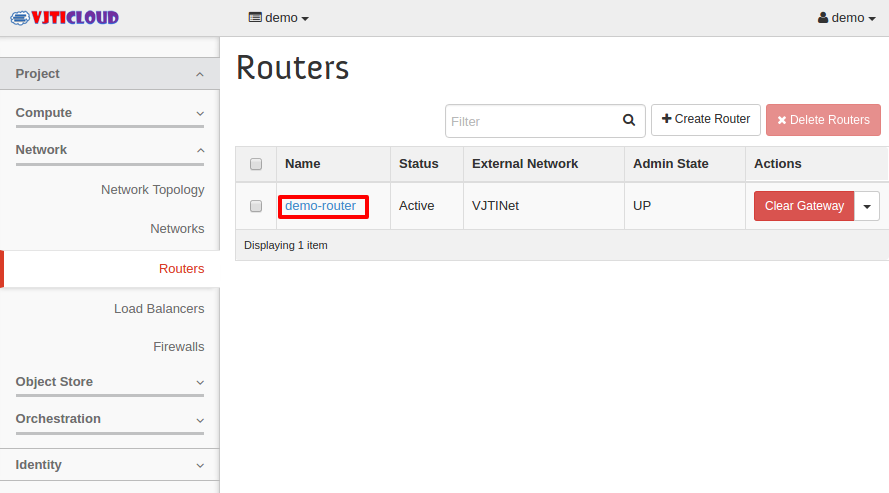 VJTICLOUD demo demo
Project
Compute
Network
Network Topology
Networks
Routers
Load Balancers
Firewalls
Object Store
Orchestration
Identity
Routers
Filter Create Router Delete Routers
Name Status External Network Admin State Actions
demo-router Active VJTINet UP Clear Gateway
Displaying 1 item